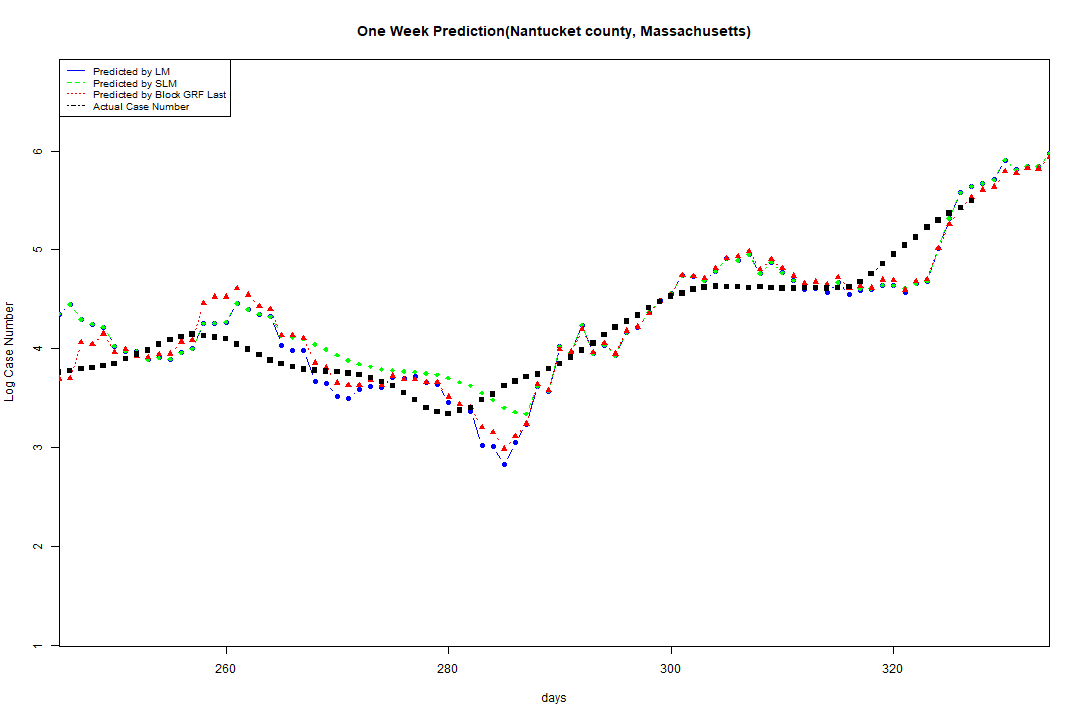 One Week Prediction(Nantucket county, Massachusetts)
Predicted by LM
Predicted by SLM
Predicted by Block GRF Last
Actual Case Number
6
5
4
3
2
1
Log Case Number
260 280 300 320
days